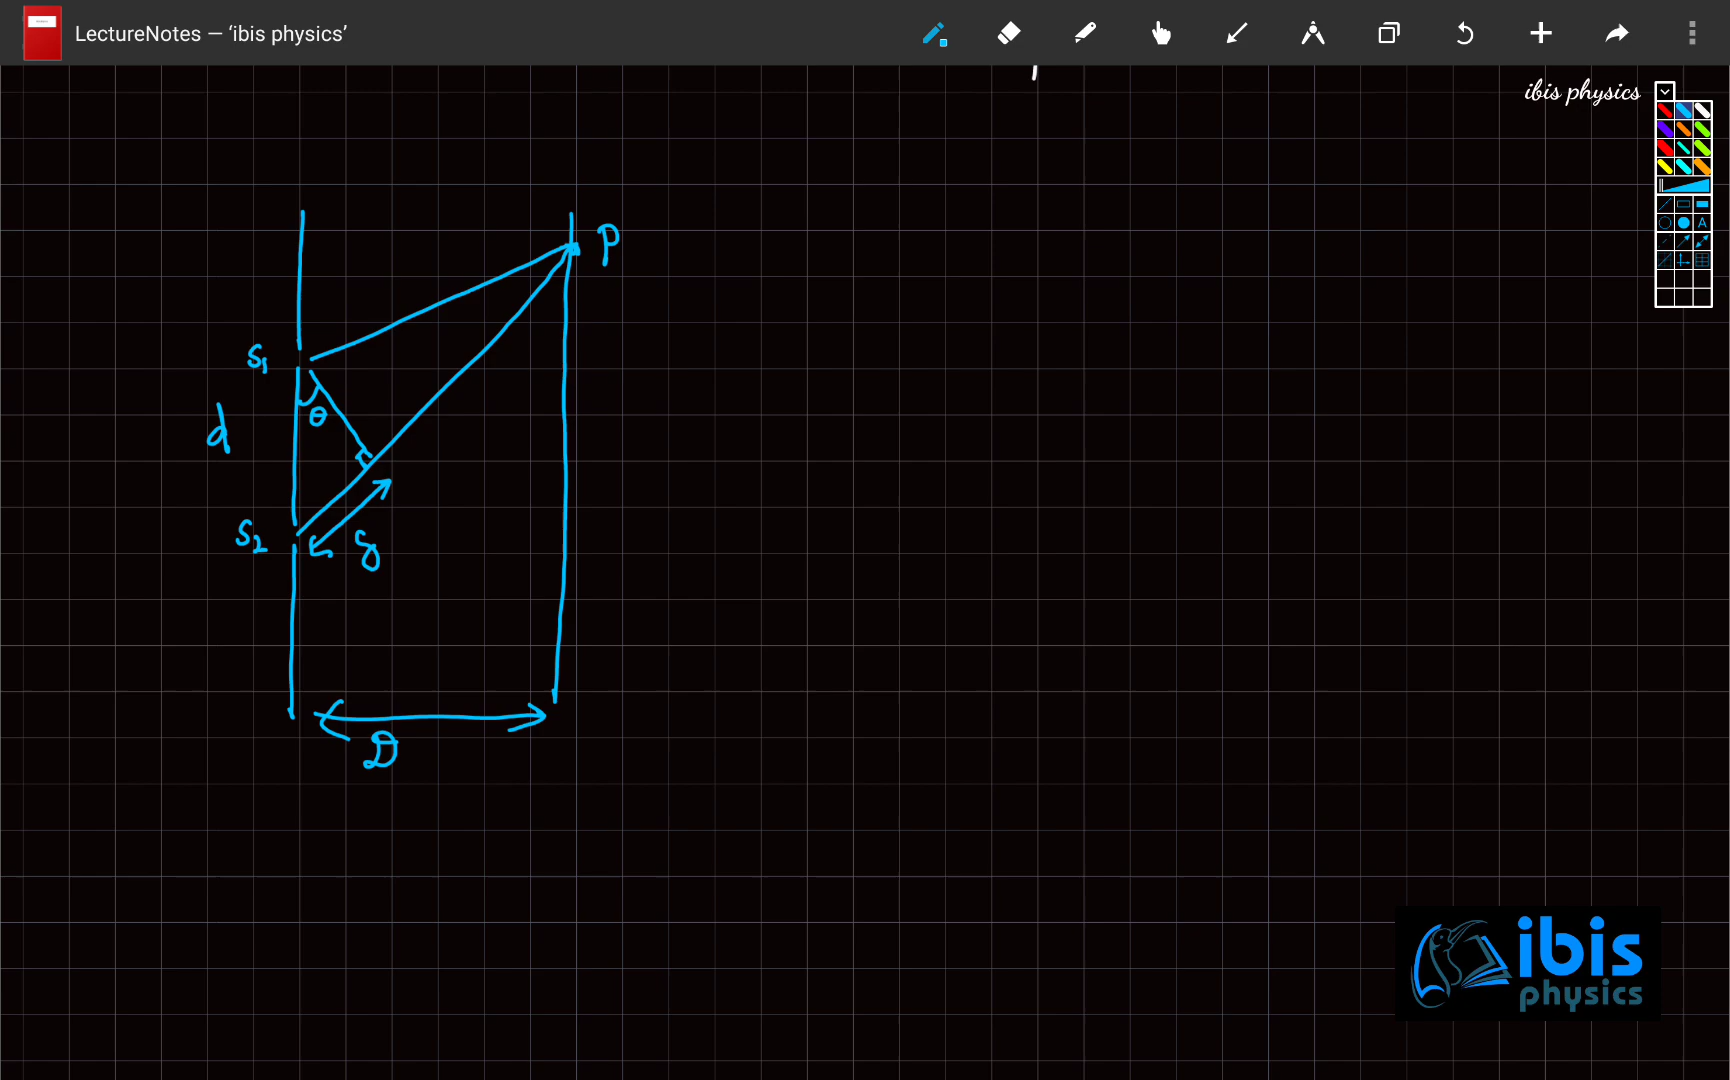 LectureNotes — ‘ibis physics’
ibis physics
A
P
S₁
θ
d
S₂
D
ibis
physics